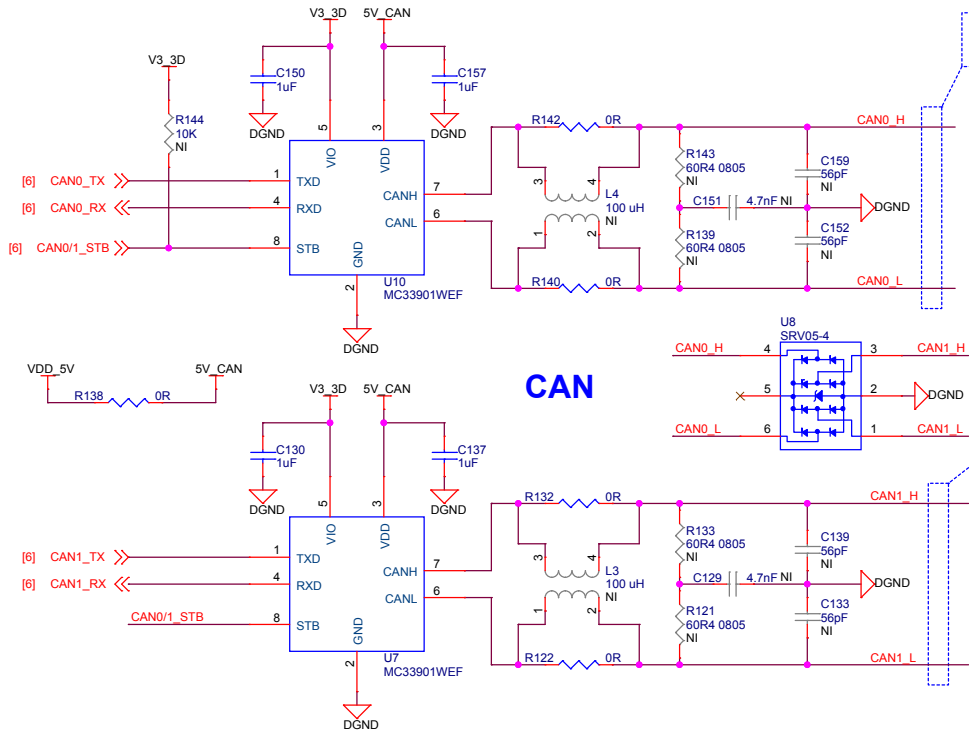 V3_3D
5V_CAN
C150
1uF
C157
1uF
V3_3D
DGND
DGND
R144
10K
NI
5
3
VIO
VDD
[6] CAN0_TX
1
TXD
[6] CAN0_RX
4
RXD
[6] CAN0/1_STB
8
STB
CANH
7
CANL
6
GND
2
U10
MC33901WEF
DGND
R142
0R
3
4
L4
100 uH
NI
1
2
R140
0R
R143
60R4 0805
NI
C151
4.7nF NI
R139
60R4 0805
NI
C159
56pF
NI
DGND
C152
56pF
NI
CAN0_H
CAN0_L
U8
SRV05-4
CAN0_H
4
3
CAN1_H
5
2
DGND
CAN0_L
6
1
CAN1_L
VDD_5V
5V_CAN
R138
0R
CAN
V3_3D
5V_CAN
C130
1uF
C137
1uF
DGND
DGND
5
3
VIO
VDD
[6] CAN1_TX
1
TXD
[6] CAN1_RX
4
RXD
CAN0/1_STB
8
STB
CANH
7
CANL
6
GND
2
U7
MC33901WEF
DGND
R132
0R
3
4
L3
100 uH
NI
1
2
R122
0R
R133
60R4 0805
NI
C129
4.7nF NI
R121
60R4 0805
NI
C139
56pF
NI
DGND
C133
56pF
NI
CAN1_H
CAN1_L